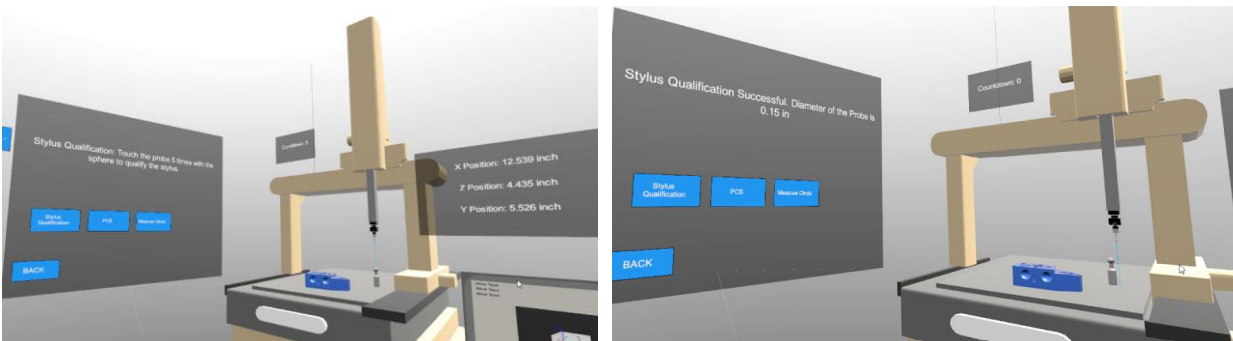 Stylus Qualification: Touch the probe 5 times with the
sphere to qualify the stylus.
Stylus
Qualification
PCS
Measure Circle
BACK
X Position: 12.539 inch
Z Position: 4.435 inch
Y Position: 5.526 inch
Stylus Qualification Successful. Diameter of the Probe is
0.15 in
Stylus
Qualification
PCS
Measure Circle
BACK
Countdown: 0